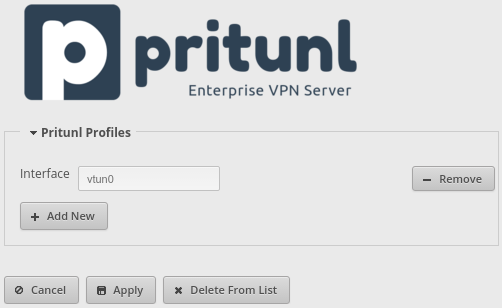 p pritunl
Enterprise VPN Server
Pritunl Profiles
Interface vtun0 Remove
Add New
Cancel Apply Delete From List